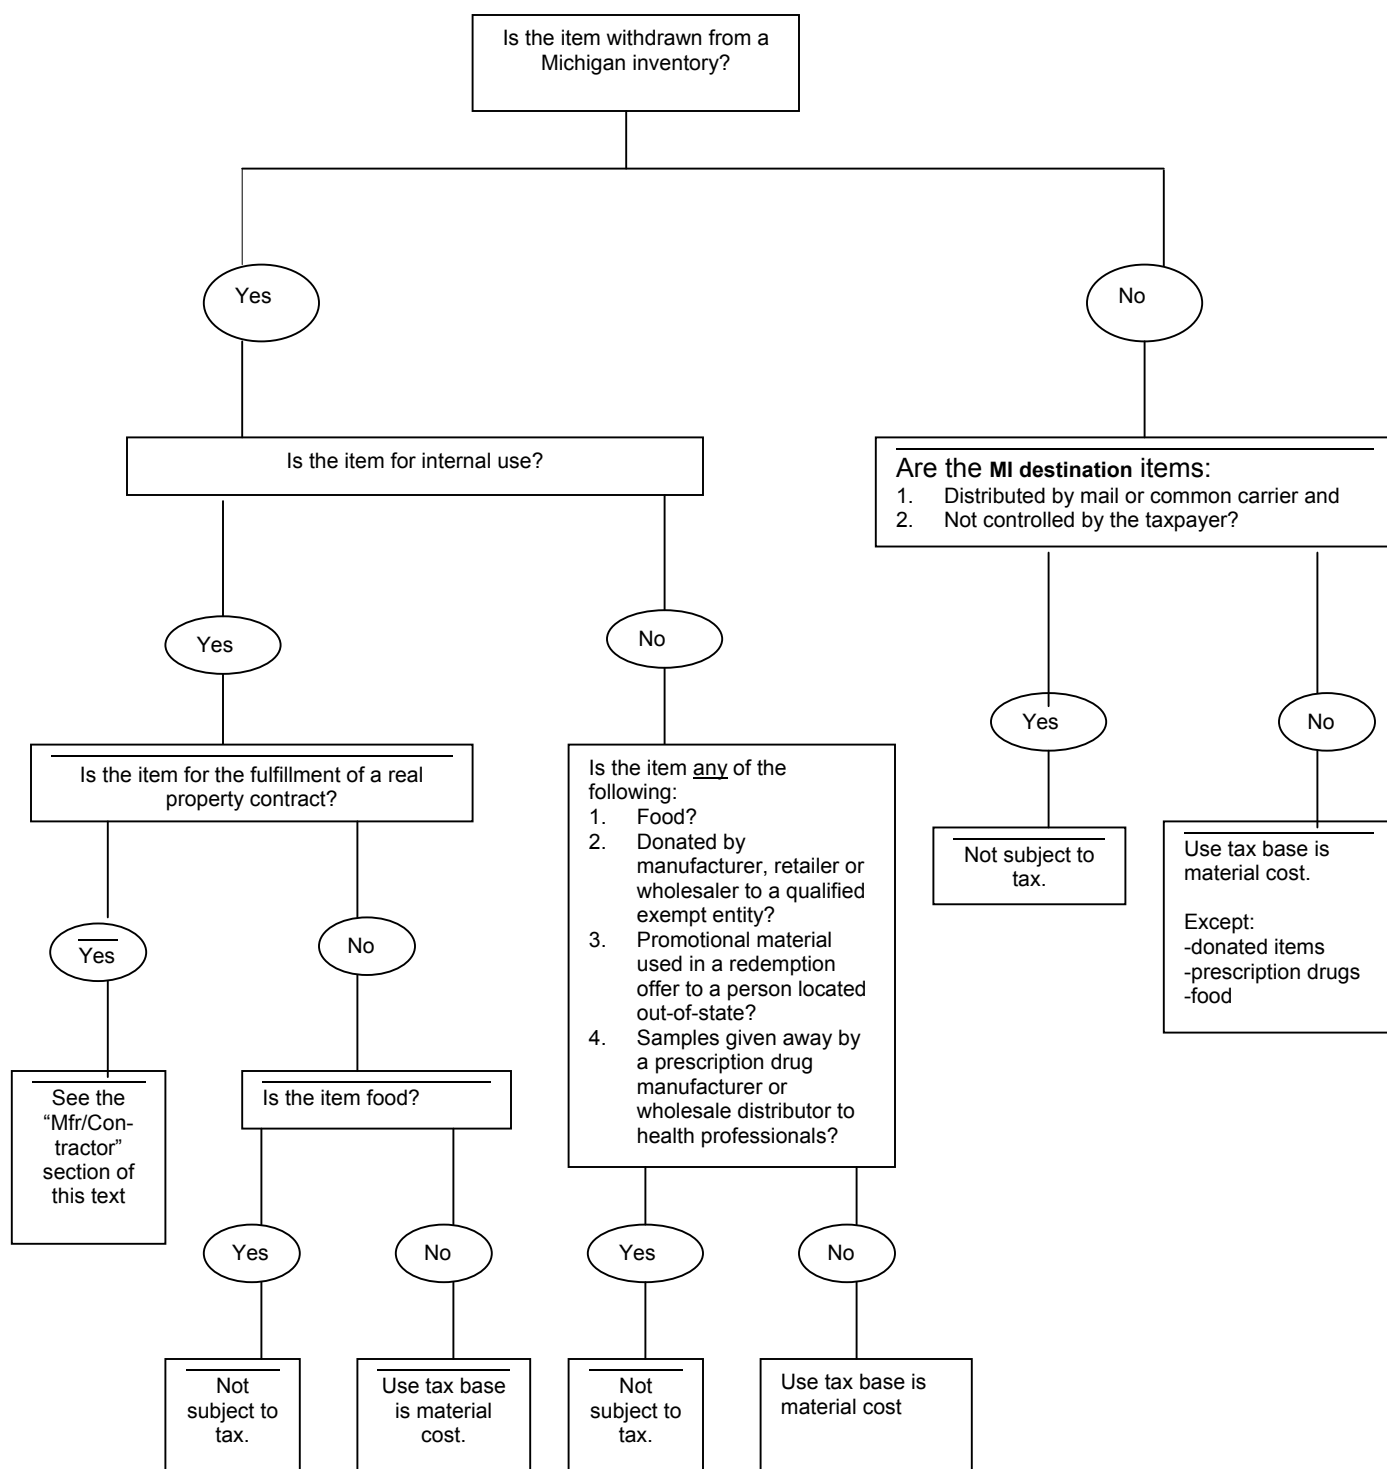 Is the item withdrawn from a
Michigan inventory?
Yes
No
Is the item for internal use?
Are the MI destination items:
1. Distributed by mail or common carrier and
2. Not controlled by the taxpayer?
Yes
No
Yes
No
Is the item for the fulfillment of a real
property contract?
Is the item any of the
following:
1. Food?
2. Donated by
manufacturer, retailer or
wholesaler to a qualified
exempt entity?
3. Promotional material
used in a redemption
offer to a person located
out-of-state?
4. Samples given away by
a prescription drug
manufacturer or
wholesale distributor to
health professionals?
Not subject to
tax.
Use tax base is
material cost.
Except:
-donated items
-prescription drugs
-food
Yes
No
See the
“Mfr/Con-
tractor”
section of
this text
Is the item food?
Yes
No
Yes
No
Not
subject to
tax.
Use tax base
is material
cost.
Not
subject to
tax.
Use tax base is
material cost